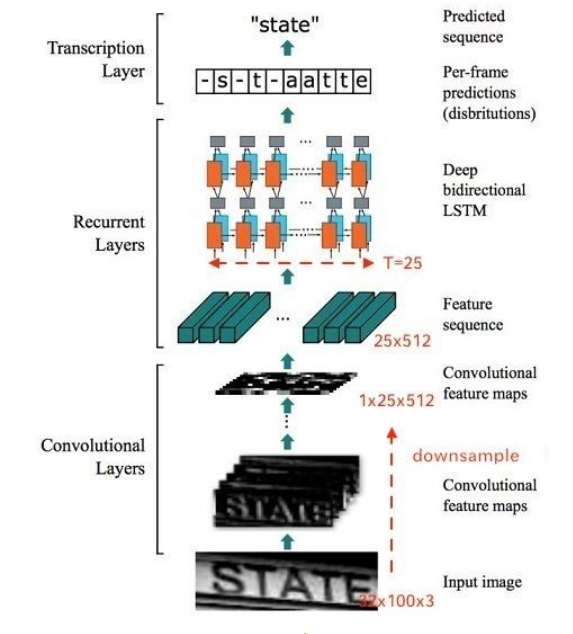 "state"
Predicted
sequence
Transcription
Layer
-s-t-aatte
Per-frame
predictions
(disbritutions)
Recurrent
Layers
...
Deep
bidirectional
LSTM
...
T=25
...
Feature
sequence
25x512
Convolutional
Layers
Convolutional
feature maps
1x25x512
downsample
STATE
Convolutional
feature maps
STATE
32x100x3
Input image